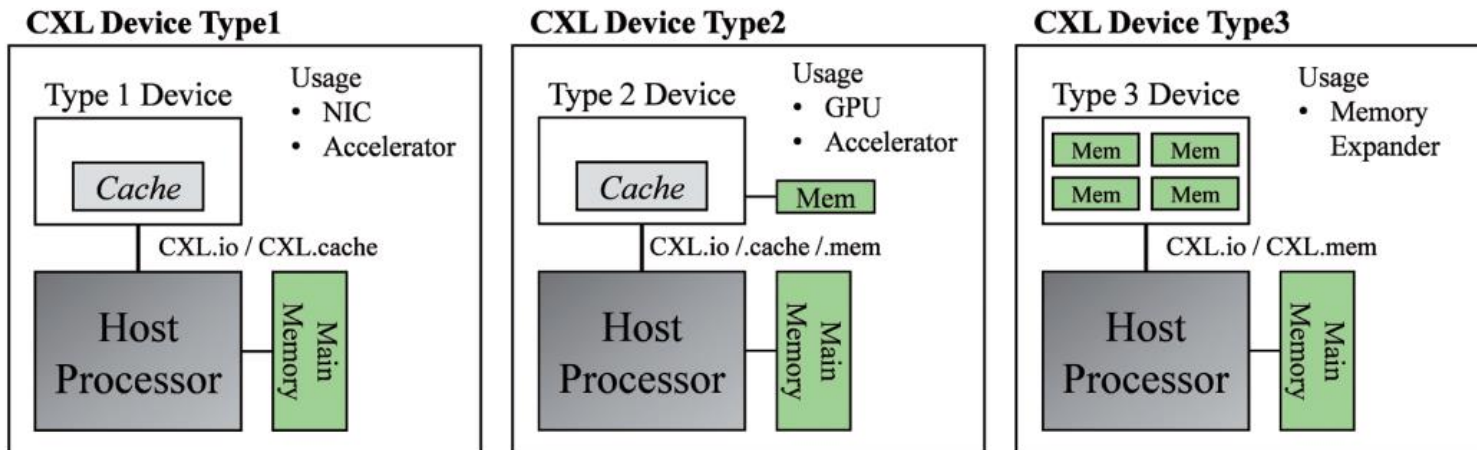 CXL Device Type1
Type 1 Device
Usage
• NIC
• Accelerator
Cache
CXL.io / CXL.cache
Host
Processor
Main
Memory
CXL Device Type2
Type 2 Device
Usage
• GPU
• Accelerator
Cache
Mem
CXL.io /.cache /.mem
Host
Processor
Main
Memory
CXL Device Type3
Type 3 Device
Usage
• Memory
Expander
Mem
Mem
Mem
Mem
CXL.io / CXL.mem
Host
Processor
Main
Memory